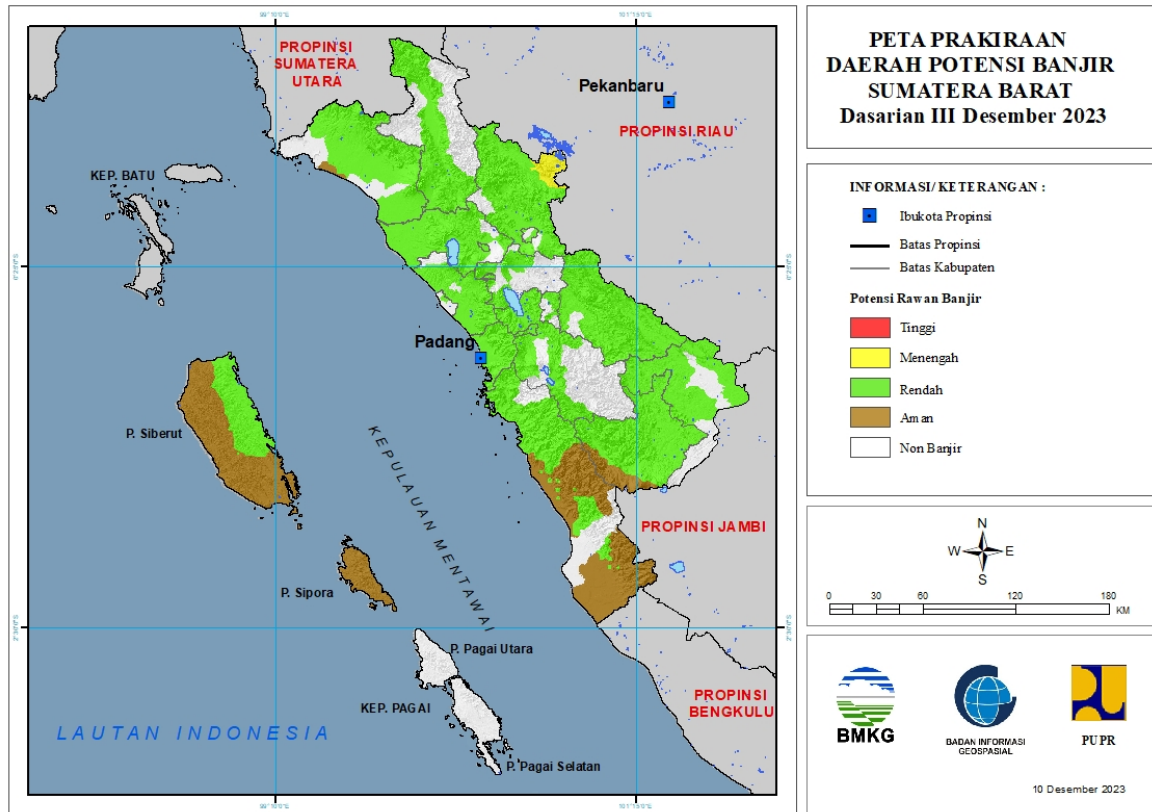 PETA PRAKIRAAN
DAERAH POTENSI BANJIR
SUMATERA BARAT
Dasarian III Desember 2023
INFORMASI/ KETERANGAN :
Ibukota Propinsi
Batas Propinsi
Batas Kabupaten
Potensi Rawan Banjir
Tinggi
Menengah
Rendah
Aman
Non Banjir
N
W E
S
0 30 60 120 180
KM
BMKG
BADAN INFORMASI
GEOSPASIAL
PUPR
10 Desember 2023
PROPINSI
SUMATERA
UTARA
Pekanbaru
PROPINSI RIAU
KEP. BATU
Padang
P. Siberut
KEPULAUAN MENTAWAI
PROPINSI JAMBI
P. Sipora
P. Pagai Utara
KEP. PAGAI
PROPINSI
BENGKULU
LAUTAN INDONESIA
P. Pagai Selatan